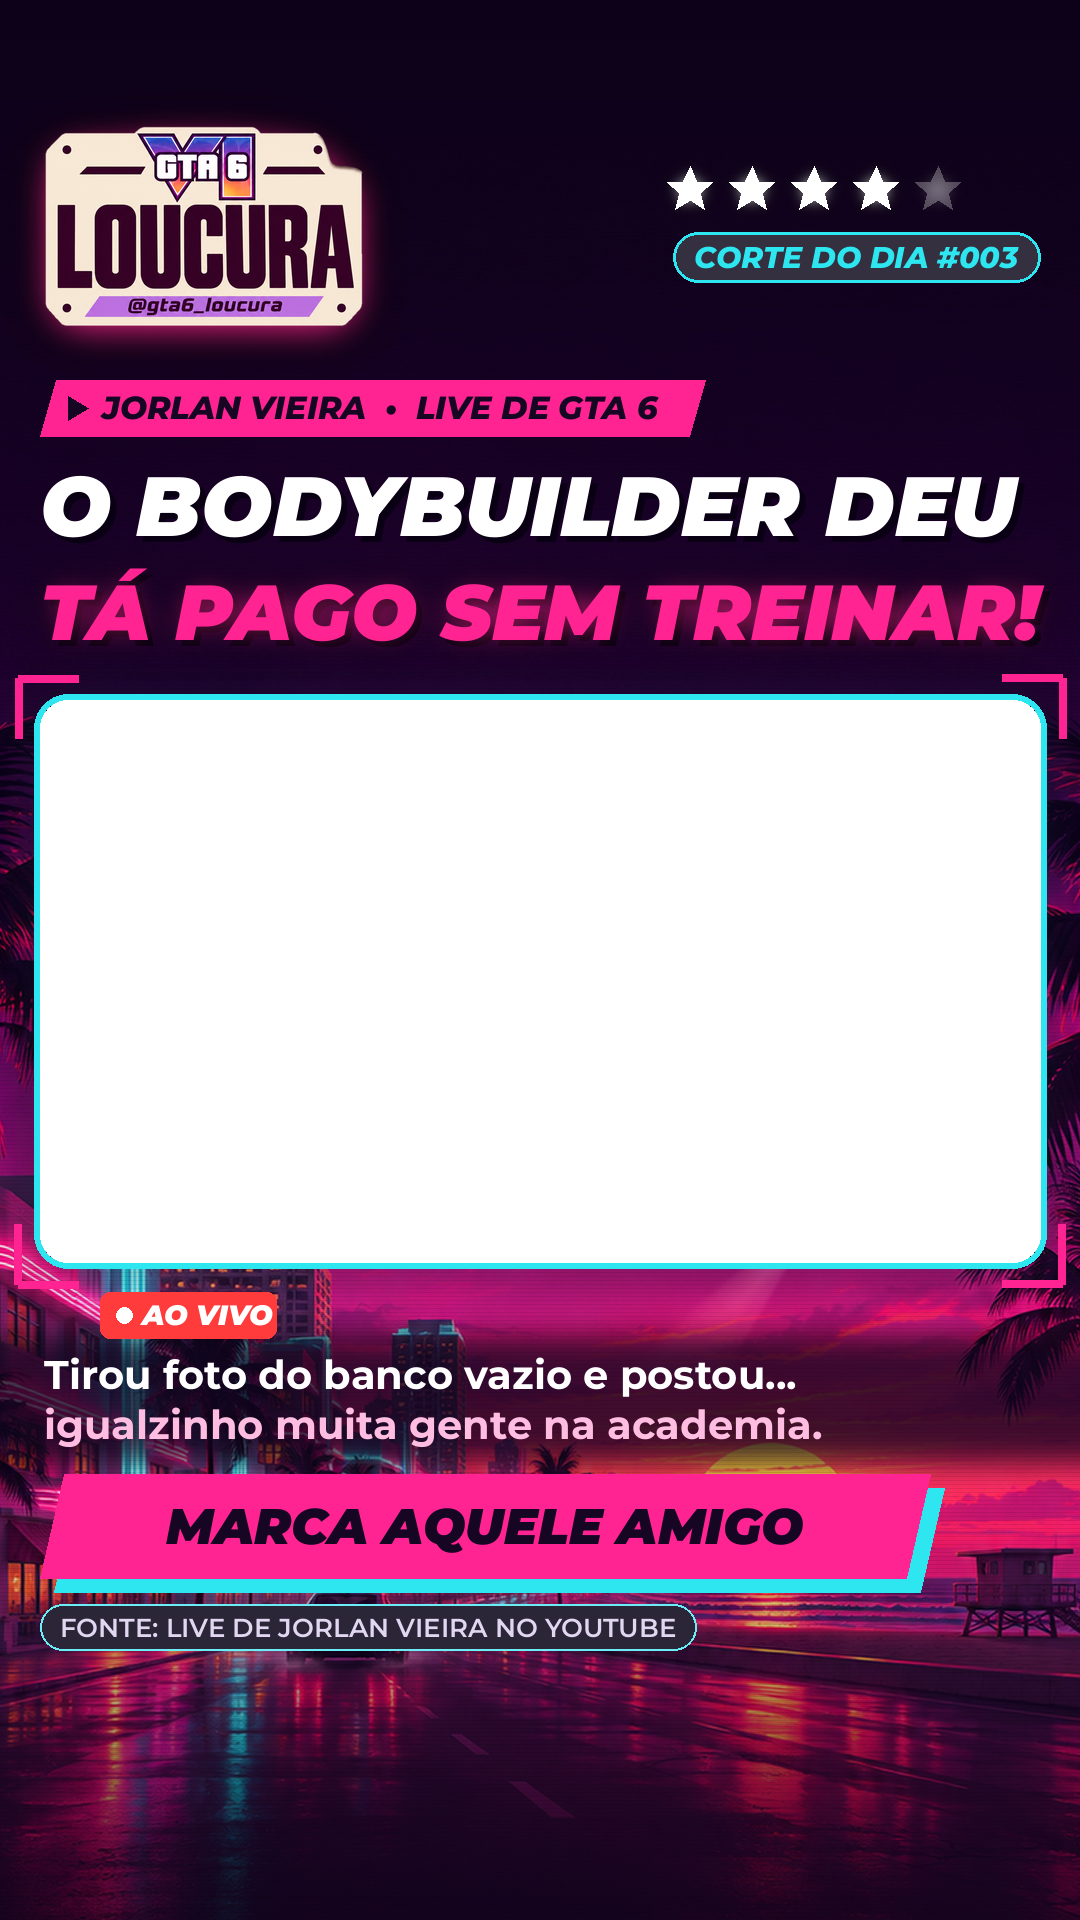 VI
GTA 6
LOUCURA
@gta6_loucura
CORTE DO DIA #003
JORLAN VIEIRA • LIVE DE GTA 6
O BODYBUILDER DEU
TÁ PAGO SEM TREINAR!
AO VIVO
Tirou foto do banco vazio e postou...
igualzinho muita gente na academia.
MARCA AQUELE AMIGO
FONTE: LIVE DE JORLAN VIEIRA NO YOUTUBE